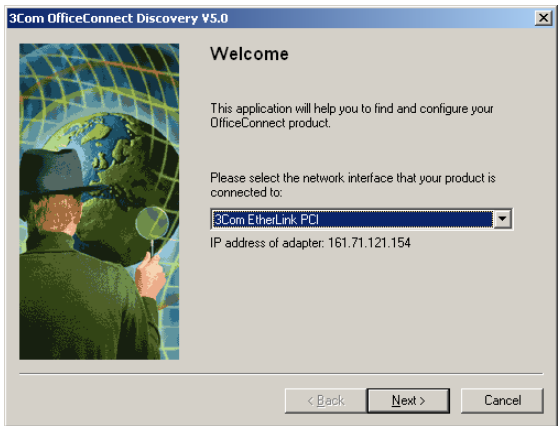 3Com OfficeConnect Discovery V5.0
Welcome
This application will help you to find and configure your
OfficeConnect product.
Please select the network interface that your product is
connected to:
3Com EtherLink PCI
IP address of adapter: 161.71.121.154
< Back
Next >
Cancel